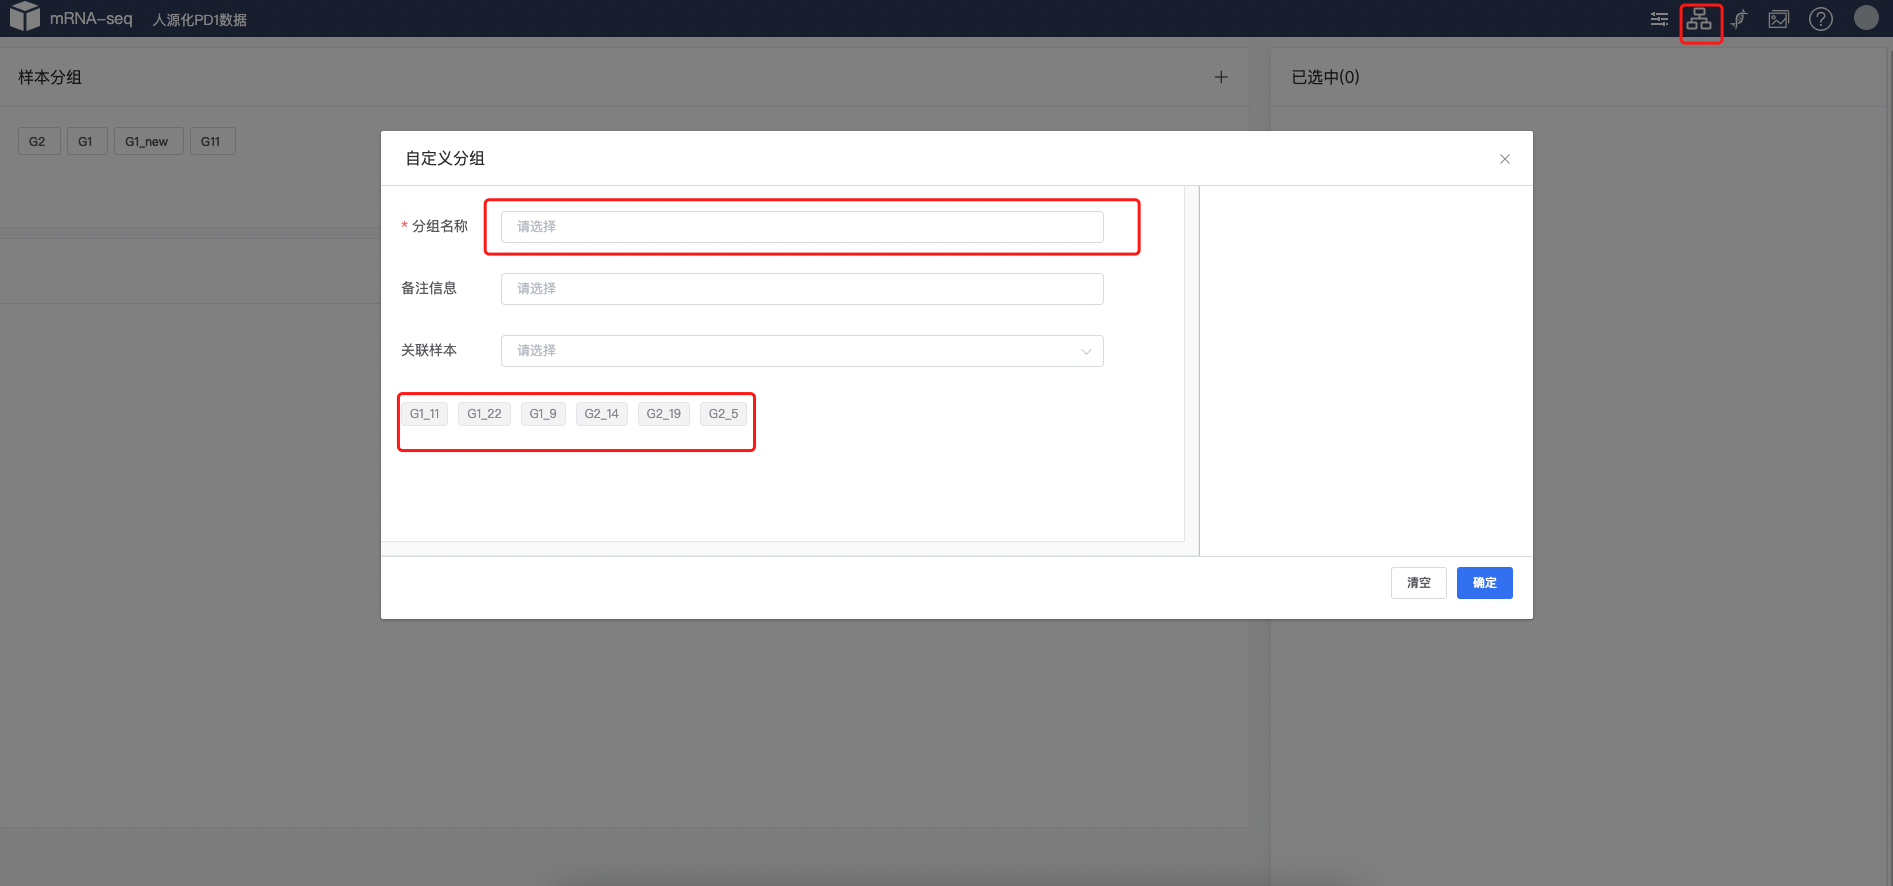 mRNA-seq 人源化PD1数据
样本分组
已选中(0)
G2 G1 G1_new G11
自定义分组
* 分组名称 请选择
备注信息 请选择
关联样本 请选择
G1_11 G1_22 G1_9 G2_14 G2_19 G2_5
清空 确定